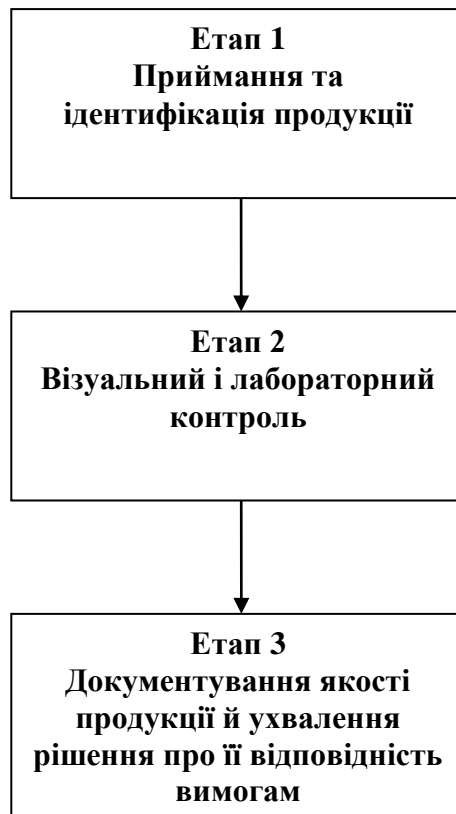 Етап 1
Приймання та
ідентифікація продукції
Етап 2
Візуальний і лабораторний
контроль
Етап 3
Документування якості
продукції й ухвалення
рішення про її відповідність
вимогам